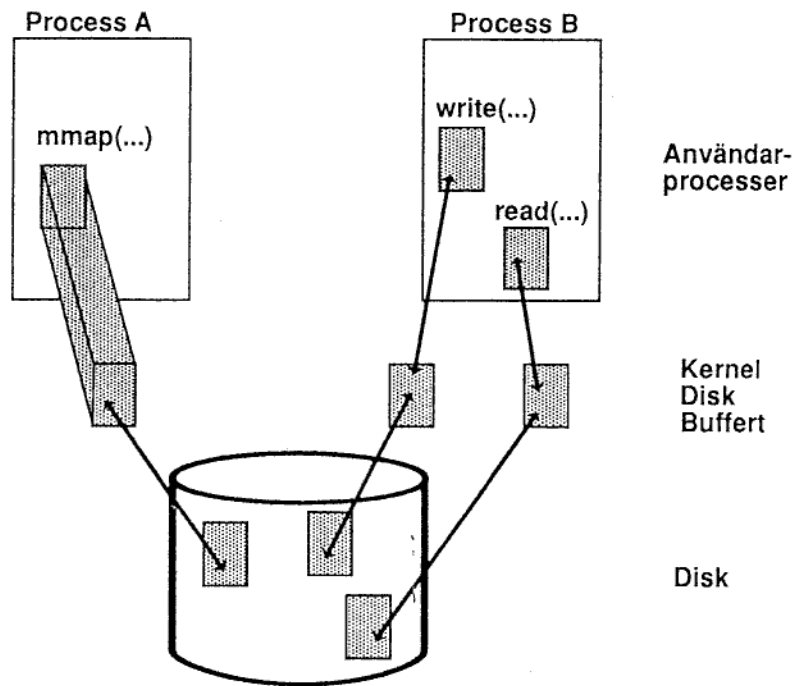 Process A
Process B
mmap(...)
write(...)
read(...)
Användar-
processer
Kernel
Disk
Buffert
Disk